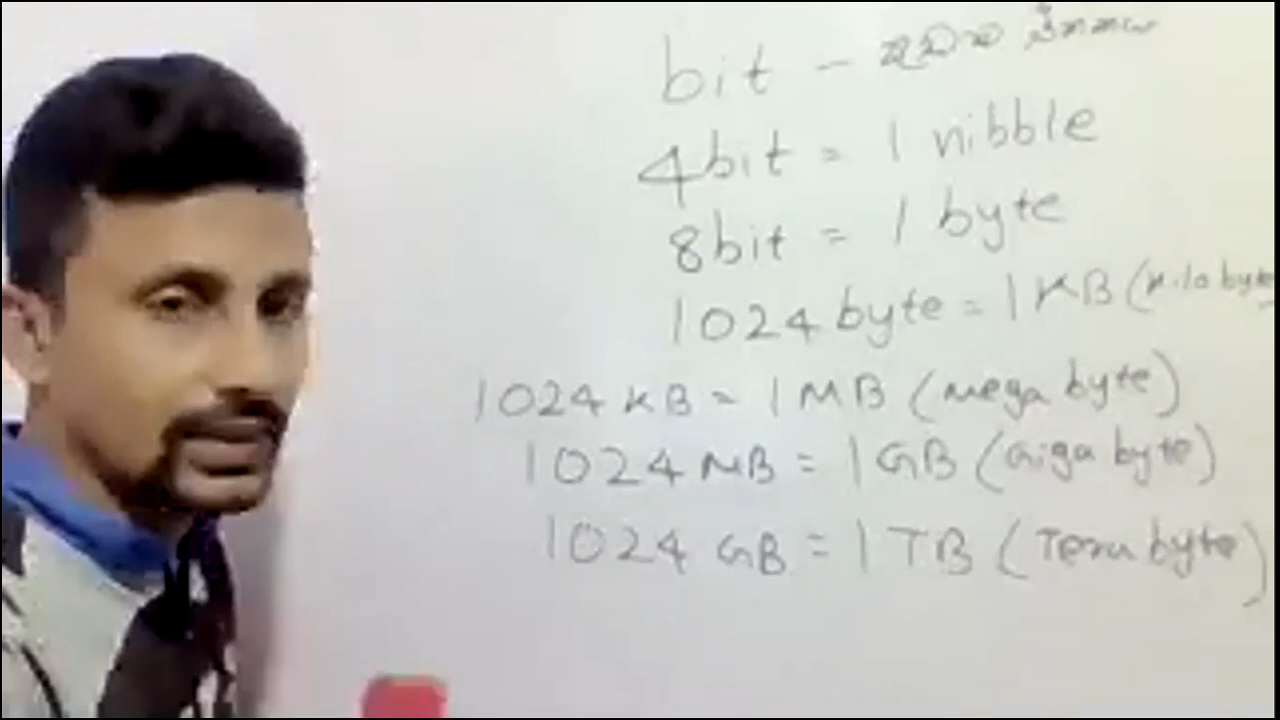 bit - කුඩාම ඒකකය
4bit = 1 nibble
8bit = 1 byte
1024 byte = 1 KB (kilo byte
1024 KB = 1 MB (mega byte)
1024 MB = 1 GB (Giga byte)
1024 GB = 1 TB (Tera byte)